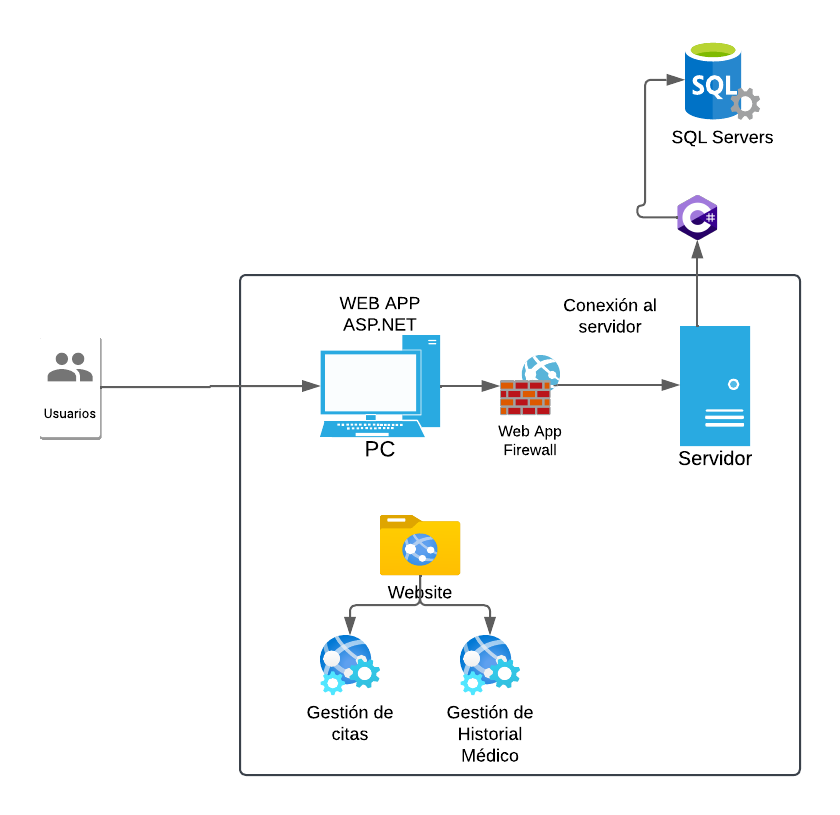 SQL
SQL Servers
C#
WEB APP
ASP.NET
Conexión al
servidor
Usuarios
PC
Web App
Firewall
Servidor
Website
Gestión de
citas
Gestión de
Historial
Médico